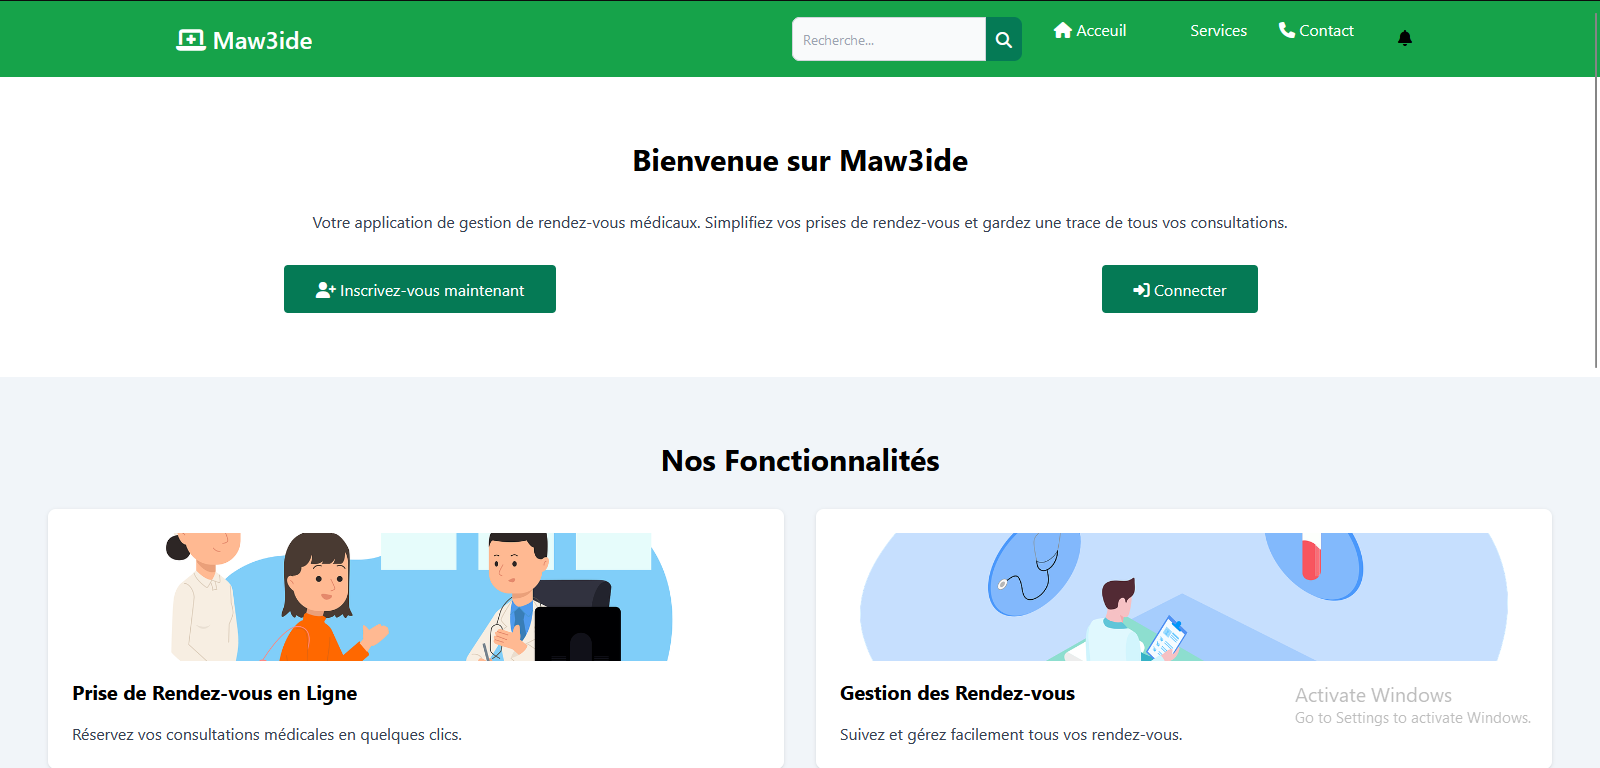 Maw3ide
Recherche...
Acceuil
Services
Contact
Bienvenue sur Maw3ide
Votre application de gestion de rendez-vous médicaux. Simplifiez vos prises de rendez-vous et gardez une trace de tous vos consultations.
Inscrivez-vous maintenant
Connecter
Nos Fonctionnalités
Prise de Rendez-vous en Ligne
Réservez vos consultations médicales en quelques clics.
Gestion des Rendez-vous
Suivez et gérez facilement tous vos rendez-vous.
Activate Windows
Go to Settings to activate Windows.